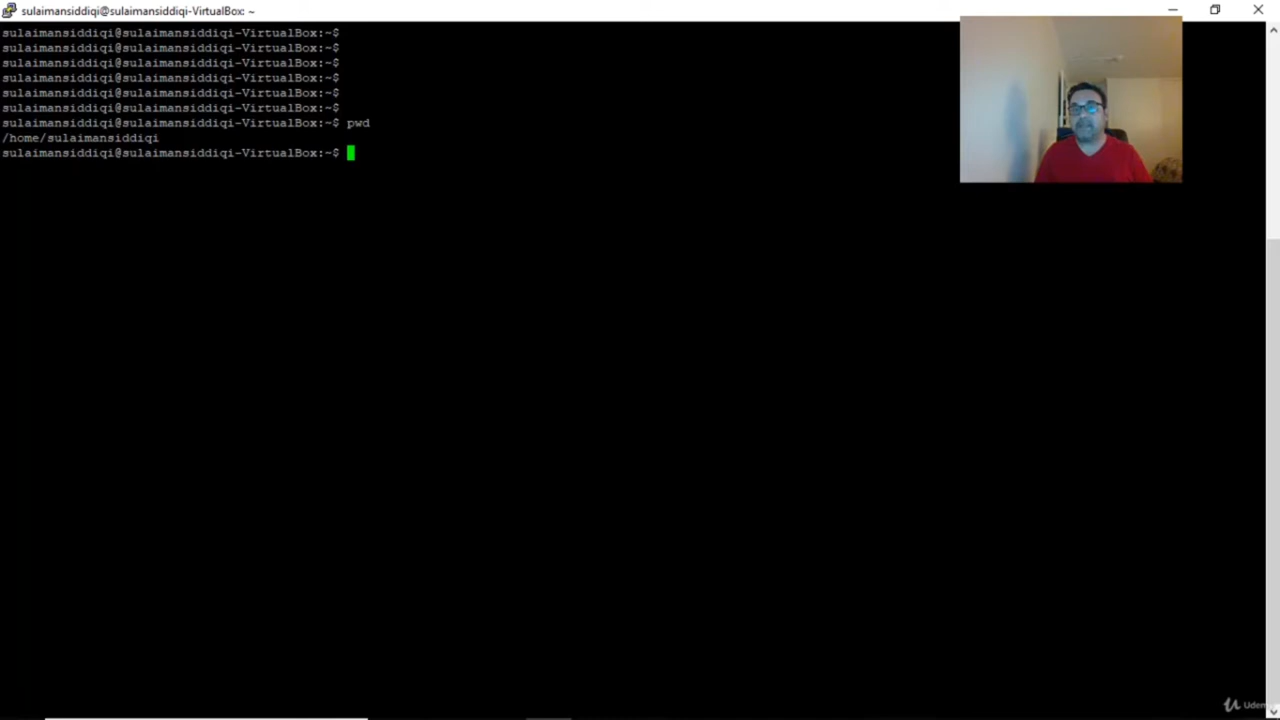 sulaimansiddiqi@sulaimansiddiqi-VirtualBox: ~
sulaimansiddiqi@sulaimansiddiqi-VirtualBox:~$
sulaimansiddiqi@sulaimansiddiqi-VirtualBox:~$
sulaimansiddiqi@sulaimansiddiqi-VirtualBox:~$
sulaimansiddiqi@sulaimansiddiqi-VirtualBox:~$
sulaimansiddiqi@sulaimansiddiqi-VirtualBox:~$
sulaimansiddiqi@sulaimansiddiqi-VirtualBox:~$
sulaimansiddiqi@sulaimansiddiqi-VirtualBox:~$ pwd
/home/sulaimansiddiqi
sulaimansiddiqi@sulaimansiddiqi-VirtualBox:~$